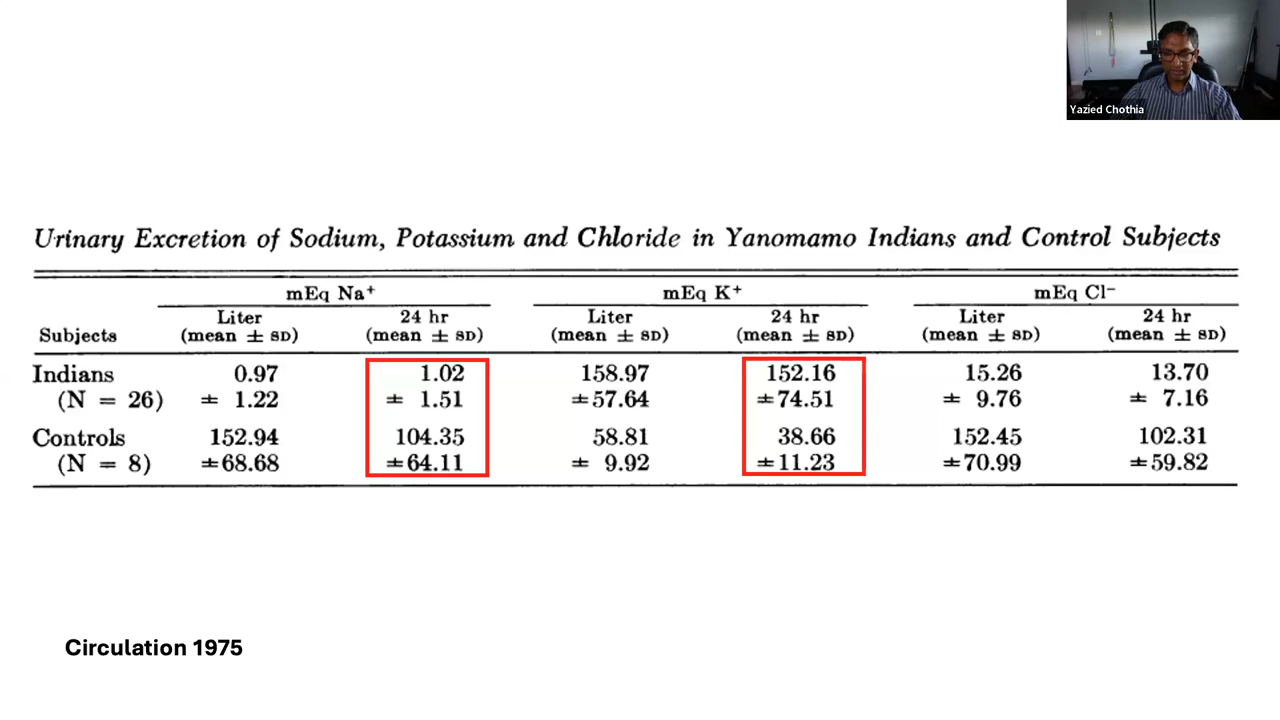 Yazied Chothia
Urinary Excretion of Sodium, Potassium and Chloride in Yanomamo Indians and Control Subjects
mEq Na+ mEq K+ mEq Cl−
Liter 24 hr Liter 24 hr Liter 24 hr
Subjects (mean ± SD) (mean ± SD) (mean ± SD) (mean ± SD) (mean ± SD) (mean ± SD)
Indians 0.97 1.02 158.97 152.16 15.26 13.70
(N = 26) ± 1.22 ± 1.51 ±57.64 ±74.51 ± 9.76 ± 7.16
Controls 152.94 104.35 58.81 38.66 152.45 102.31
(N = 8) ±68.68 ±64.11 ± 9.92 ±11.23 ±70.99 ±59.82
Circulation 1975